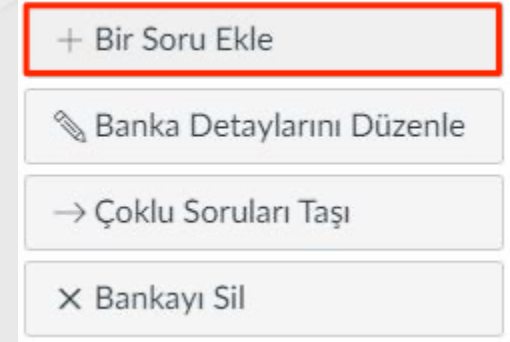 + Bir Soru Ekle
Banka Detaylarını Düzenle
→ Çoklu Soruları Taşı
× Bankayı Sil